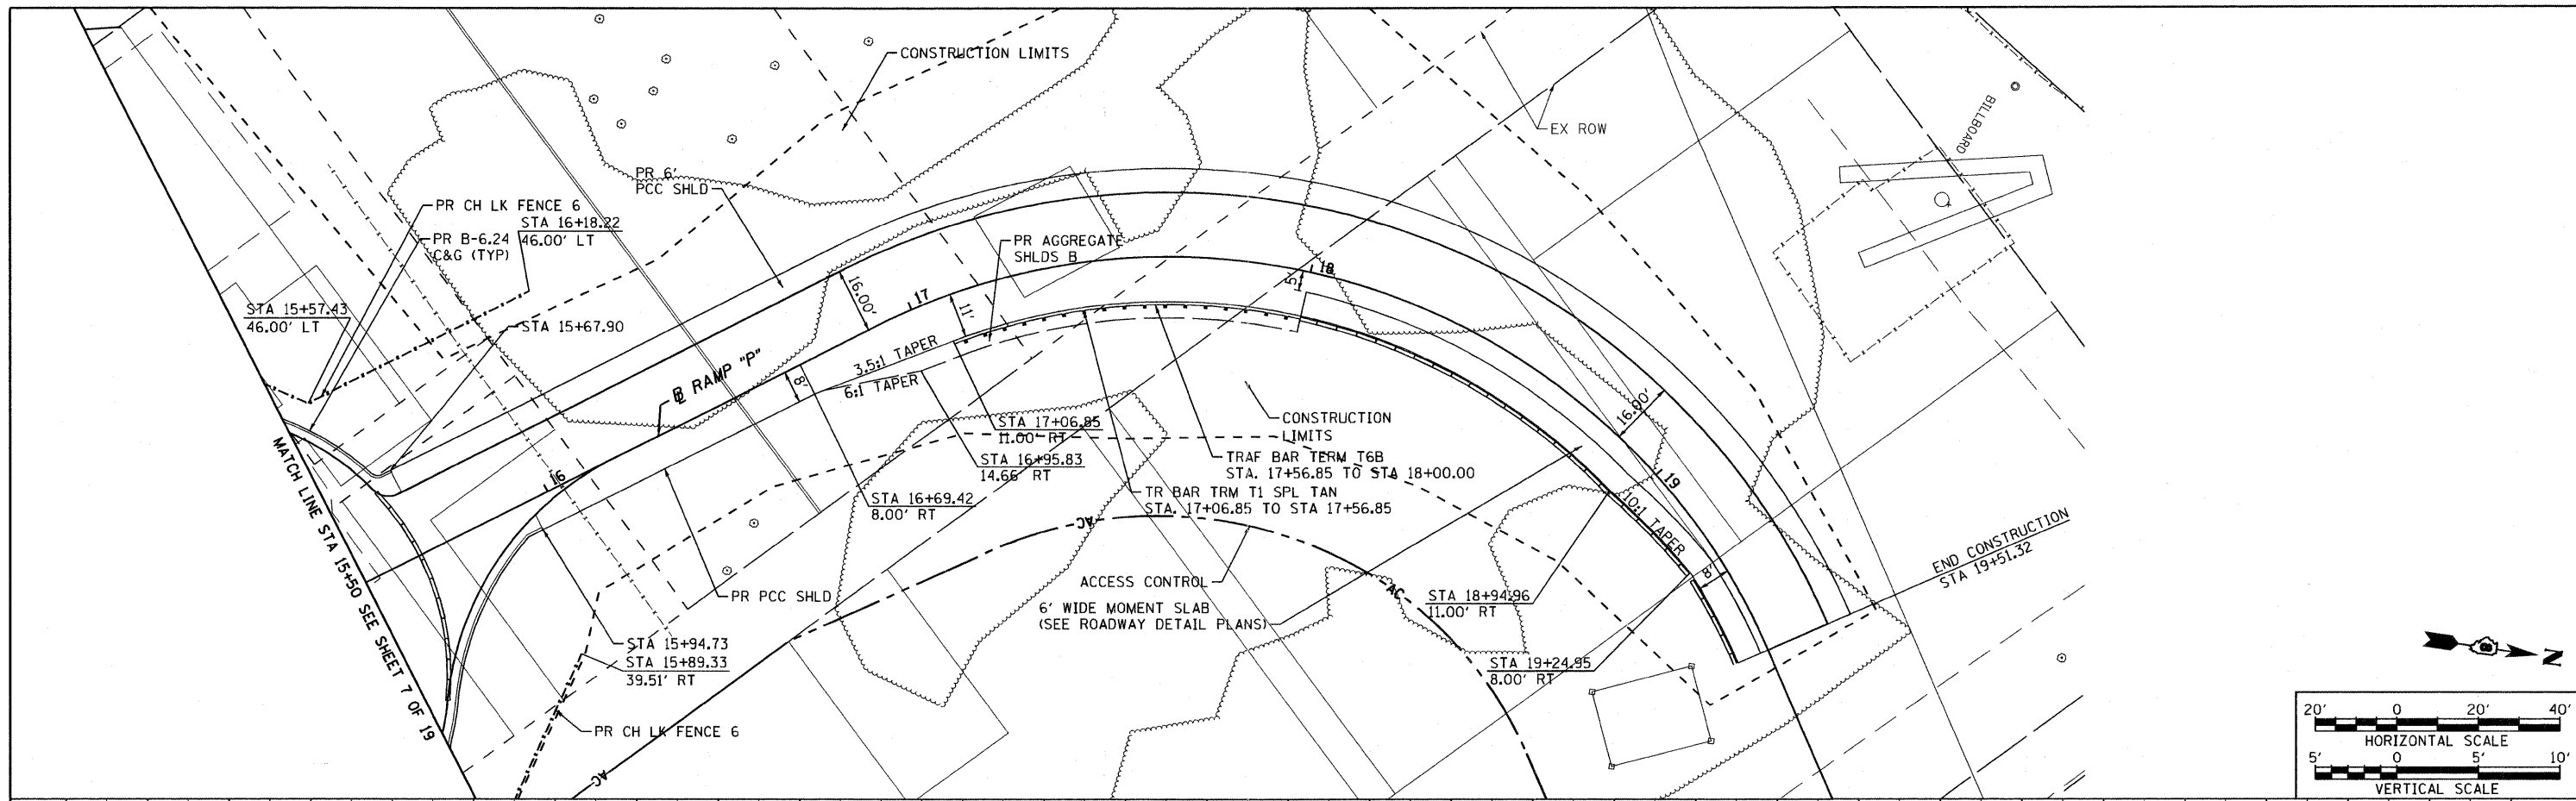 CONSTRUCTION LIMITS
EX ROW
BILLBOARD
PR 6'
PCC SHLD
PR CH LK FENCE 6
STA 16+18.22
46.00' LT
PR B-6.24
C&G (TYP)
PR AGGREGATE
SHLDS B
STA 15+57.43
46.00' LT
STA 15+67.90
16.00'
17
11'
5'
18
℄ RAMP "P"
8'
3.5:1 TAPER
6:1 TAPER
16
STA 17+06.85
11.00' RT
STA 16+95.83
14.66' RT
STA 16+69.42
8.00' RT
CONSTRUCTION
LIMITS
TRAF BAR TERM T6B
STA. 17+56.85 TO STA 18+00.00
TR BAR TRM T1 SPL TAN
STA. 17+06.85 TO STA 17+56.85
16.00'
19
10:1 TAPER
8'
MATCH LINE STA 15+50 SEE SHEET 7 OF 19
AC
ACCESS CONTROL
AC
6' WIDE MOMENT SLAB
(SEE ROADWAY DETAIL PLANS)
PR PCC SHLD
STA 18+94.96
11.00' RT
END CONSTRUCTION
STA 19+51.32
STA 15+94.73
STA 15+89.33
39.51' RT
STA 19+24.95
8.00' RT
PR CH LK FENCE 6
AC
N
20' 0 20' 40'
HORIZONTAL SCALE
5' 0 5' 10'
VERTICAL SCALE